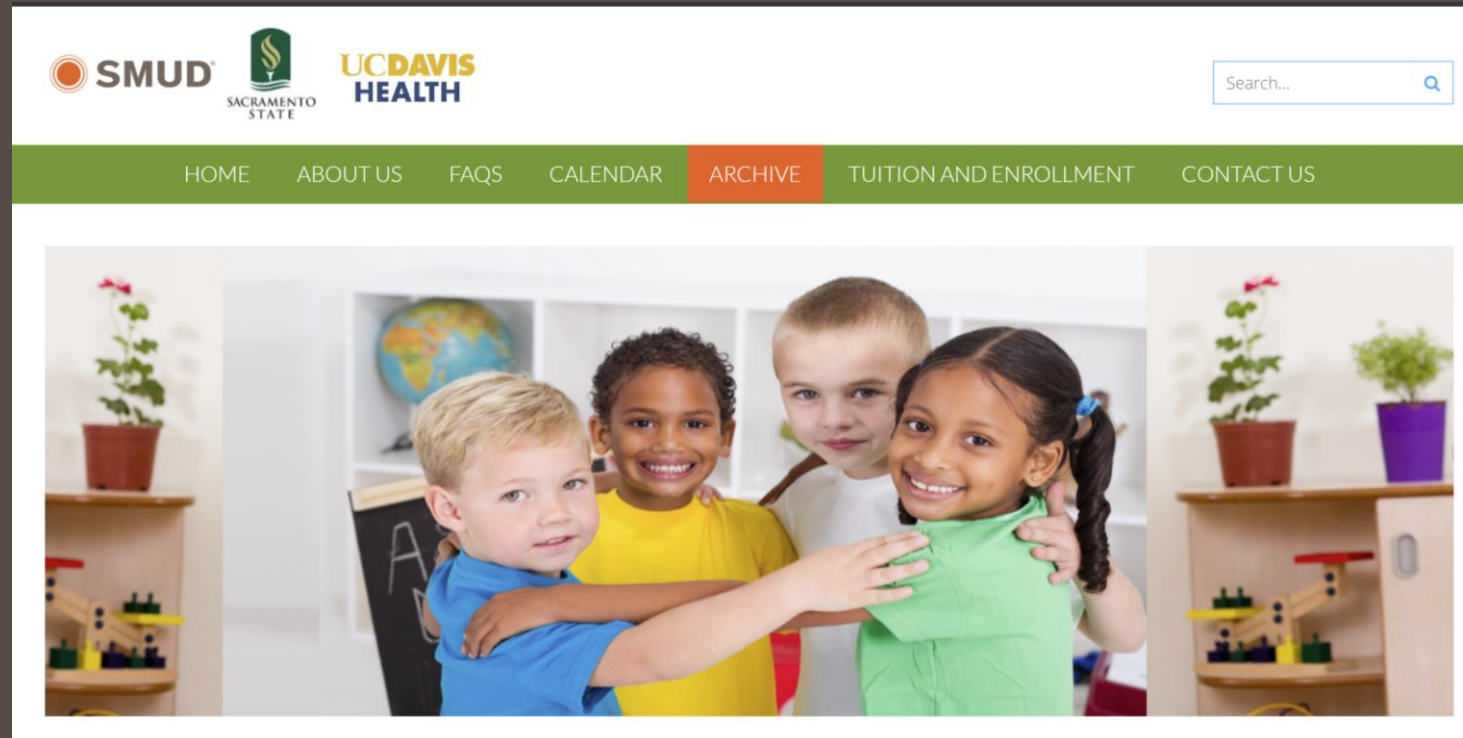 SMUD
SACRAMENTO
STATE
UCDAVIS
HEALTH
Search...
HOME ABOUT US FAQS CALENDAR ARCHIVE TUITION AND ENROLLMENT CONTACT US
A